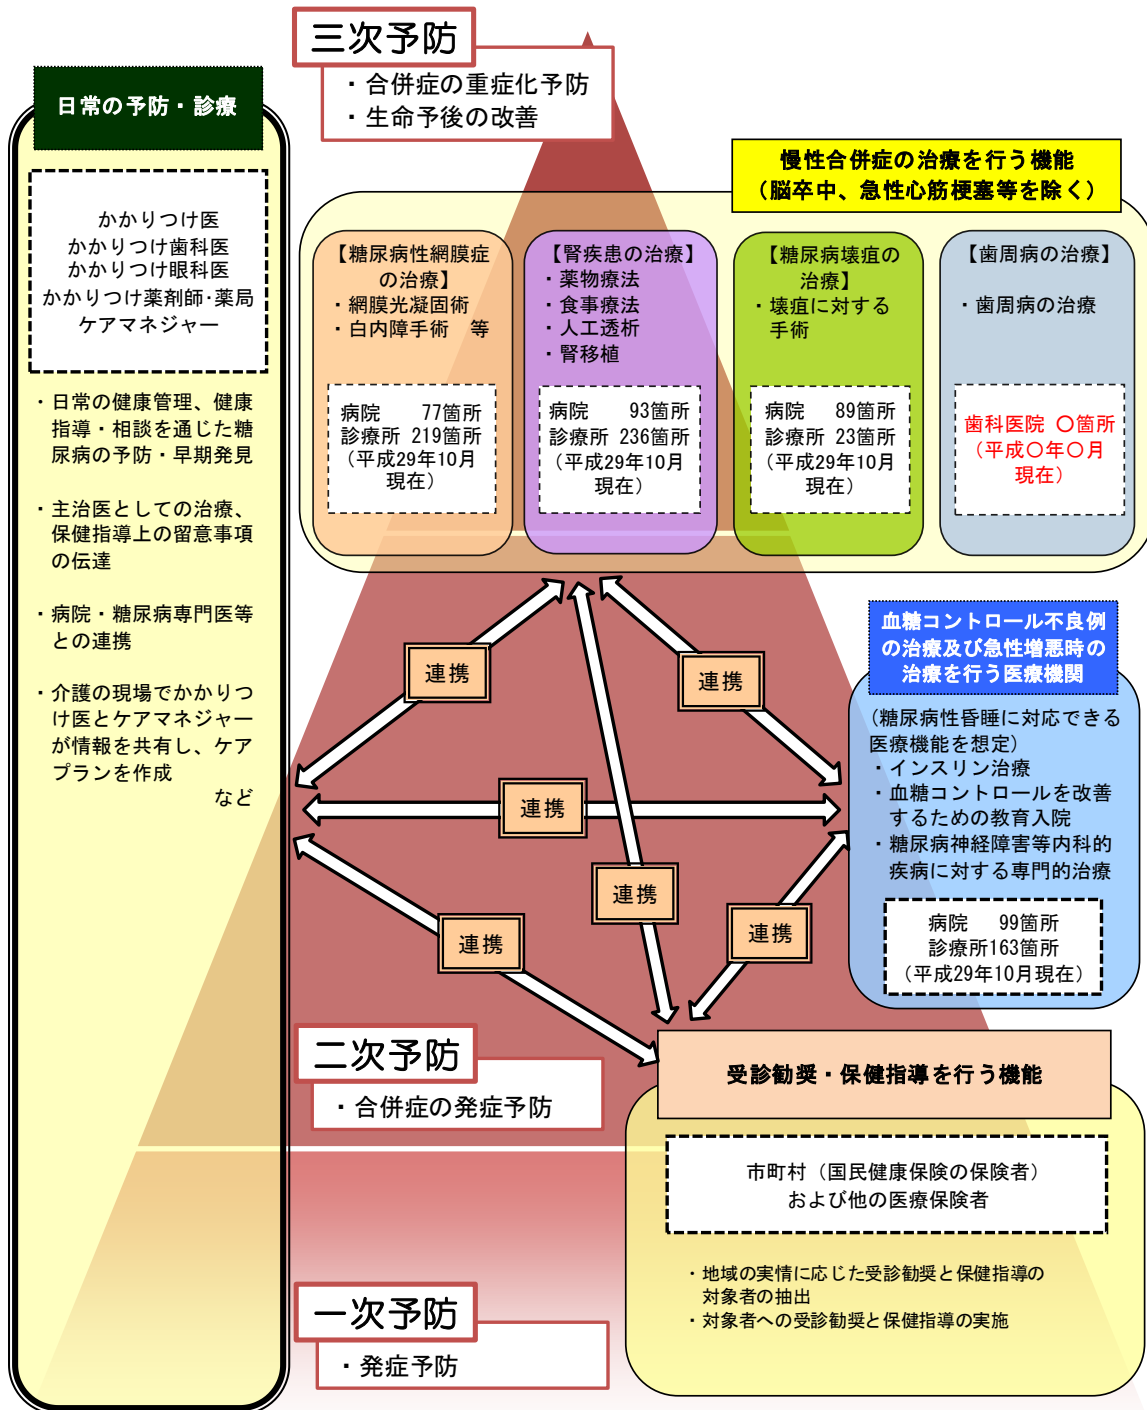 三次予防
・合併症の重症化予防
・生命予後の改善
日常の予防・診療
かかりつけ医
かかりつけ歯科医
かかりつけ眼科医
かかりつけ薬剤師・薬局
ケアマネジャー
・日常の健康管理、健康
指導・相談を通じた糖
尿病の予防・早期発見
・主治医としての治療、
保健指導上の留意事項
の伝達
・病院・糖尿病専門医等
との連携
・介護の現場でかかりつ
け医とケアマネジャー
が情報を共有し、ケア
プランを作成
など
慢性合併症の治療を行う機能
（脳卒中、急性心筋梗塞等を除く）
【糖尿病性網膜症
の治療】
・網膜光凝固術
・白内障手術　等
病院　　77箇所
診療所 219箇所
（平成29年10月
現在）
【腎疾患の治療】
・薬物療法
・食事療法
・人工透析
・腎移植
病院　　93箇所
診療所 236箇所
（平成29年10月
現在）
【糖尿病壊疽の
治療】
・壊疽に対する
手術
病院　　89箇所
診療所 23箇所
（平成29年10月
現在）
【歯周病の治療】
・歯周病の治療
歯科医院 〇箇所
（平成〇年〇月
現在）
連携
連携
連携
連携
連携
連携
血糖コントロール不良例
の治療及び急性増悪時の
治療を行う医療機関
（糖尿病性昏睡に対応できる
医療機能を想定）
・インスリン治療
・血糖コントロールを改善
するための教育入院
・糖尿病神経障害等内科的
疾病に対する専門的治療
病院　　99箇所
診療所163箇所
（平成29年10月現在）
二次予防
・合併症の発症予防
受診勧奨・保健指導を行う機能
市町村（国民健康保険の保険者）
および他の医療保険者
・地域の実情に応じた受診勧奨と保健指導の
対象者の抽出
・対象者への受診勧奨と保健指導の実施
一次予防
・発症予防